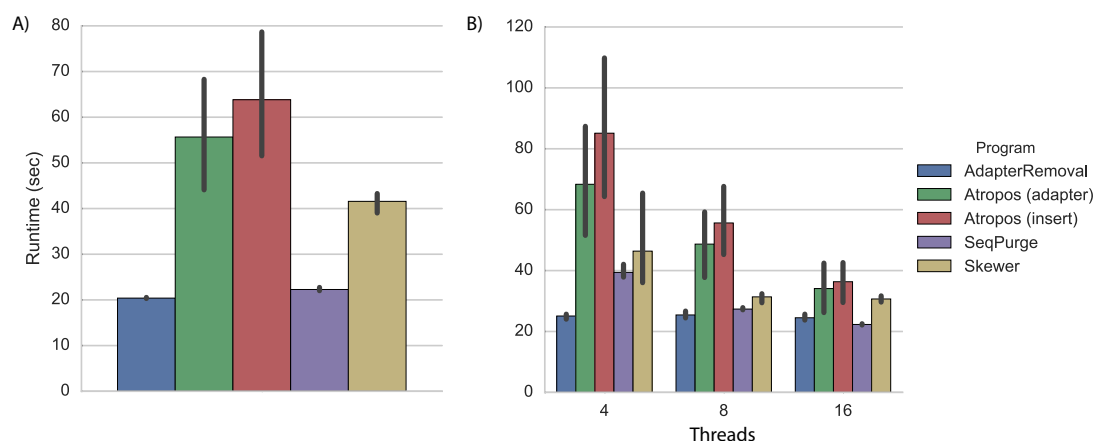 A)
Runtime (sec)
80
70
60
50
40
30
20
10
0
B)
120
100
80
60
40
20
0
4
8
16
Threads
Program
AdapterRemoval
Atropos (adapter)
Atropos (insert)
SeqPurge
Skewer